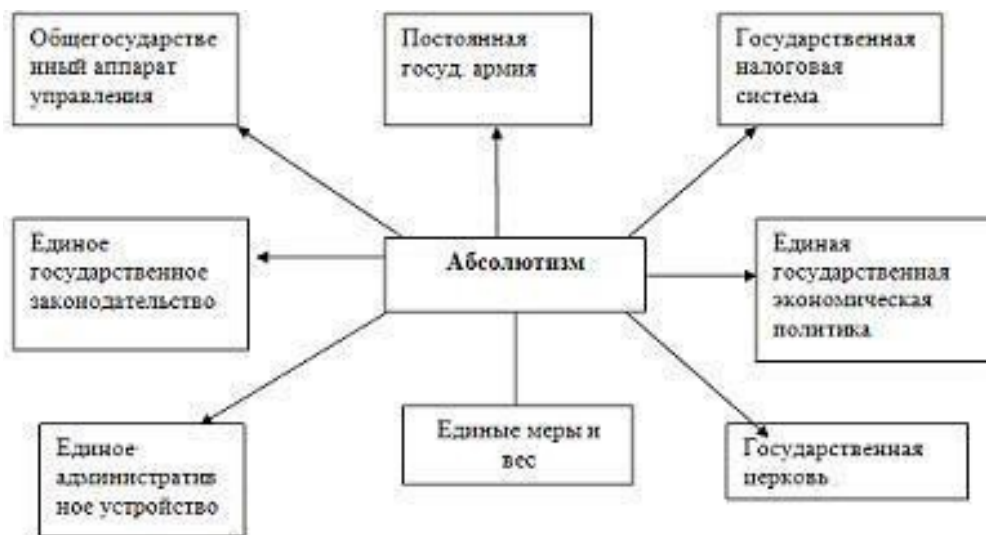 Общегосударстве
нный аппарат
управления
Постоянная
госуд. армия
Государственная
налоговая
система
Единое
государственное
законодательство
Абсолютизм
Единая
государственная
экономическая
политика
Единое
административ
ное устройство
Единые меры и
вес
Государственная
церковь